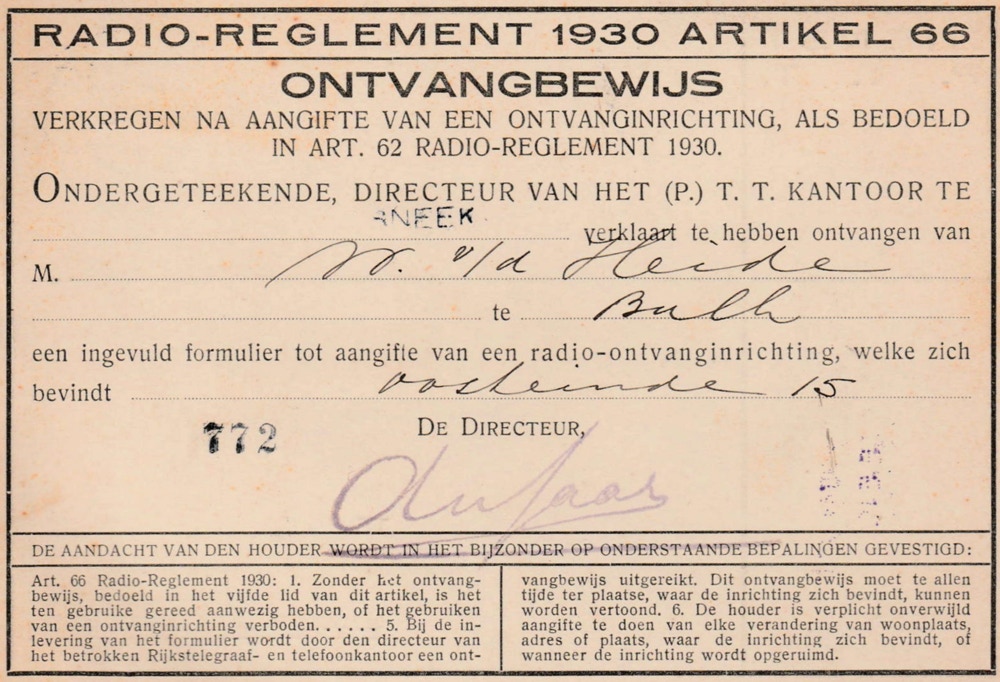 RADIO-REGLEMENT 1930 ARTIKEL 66
ONTVANGBEWIJS
VERKREGEN NA AANGIFTE VAN EEN ONTVANGINRICHTING, ALS BEDOELD
IN ART. 62 RADIO-REGLEMENT 1930.
ONDERGETEEKENDE, DIRECTEUR VAN HET (P.) T. T. KANTOOR TE
SNEEK verklaart te hebben ontvangen van
M. W. v/d Heide
te Balk
een ingevuld formulier tot aangifte van een radio-ontvanginrichting, welke zich
bevindt oosteinde 15
772 DE DIRECTEUR,
DE AANDACHT VAN DEN HOUDER WORDT IN HET BIJZONDER OP ONDERSTAANDE BEPALINGEN GEVESTIGD:
Art. 66 Radio-Reglement 1930: 1. Zonder het ontvang-
bewijs, bedoeld in het vijfde lid van dit artikel, is het
ten gebruike gereed aanwezig hebben, of het gebruiken
van een ontvanginrichting verboden...... 5. Bij de in-
levering van het formulier wordt door den directeur van
het betrokken Rijkstelegraaf- en telefoonkantoor een ont-
vangbewijs uitgereikt. Dit ontvangbewijs moet te allen
tijde ter plaatse, waar de inrichting zich bevindt, kunnen
worden vertoond. 6. De houder is verplicht onverwijld
aangifte te doen van elke verandering van woonplaats,
adres of plaats, waar de inrichting zich bevindt, of
wanneer de inrichting wordt opgeruimd.